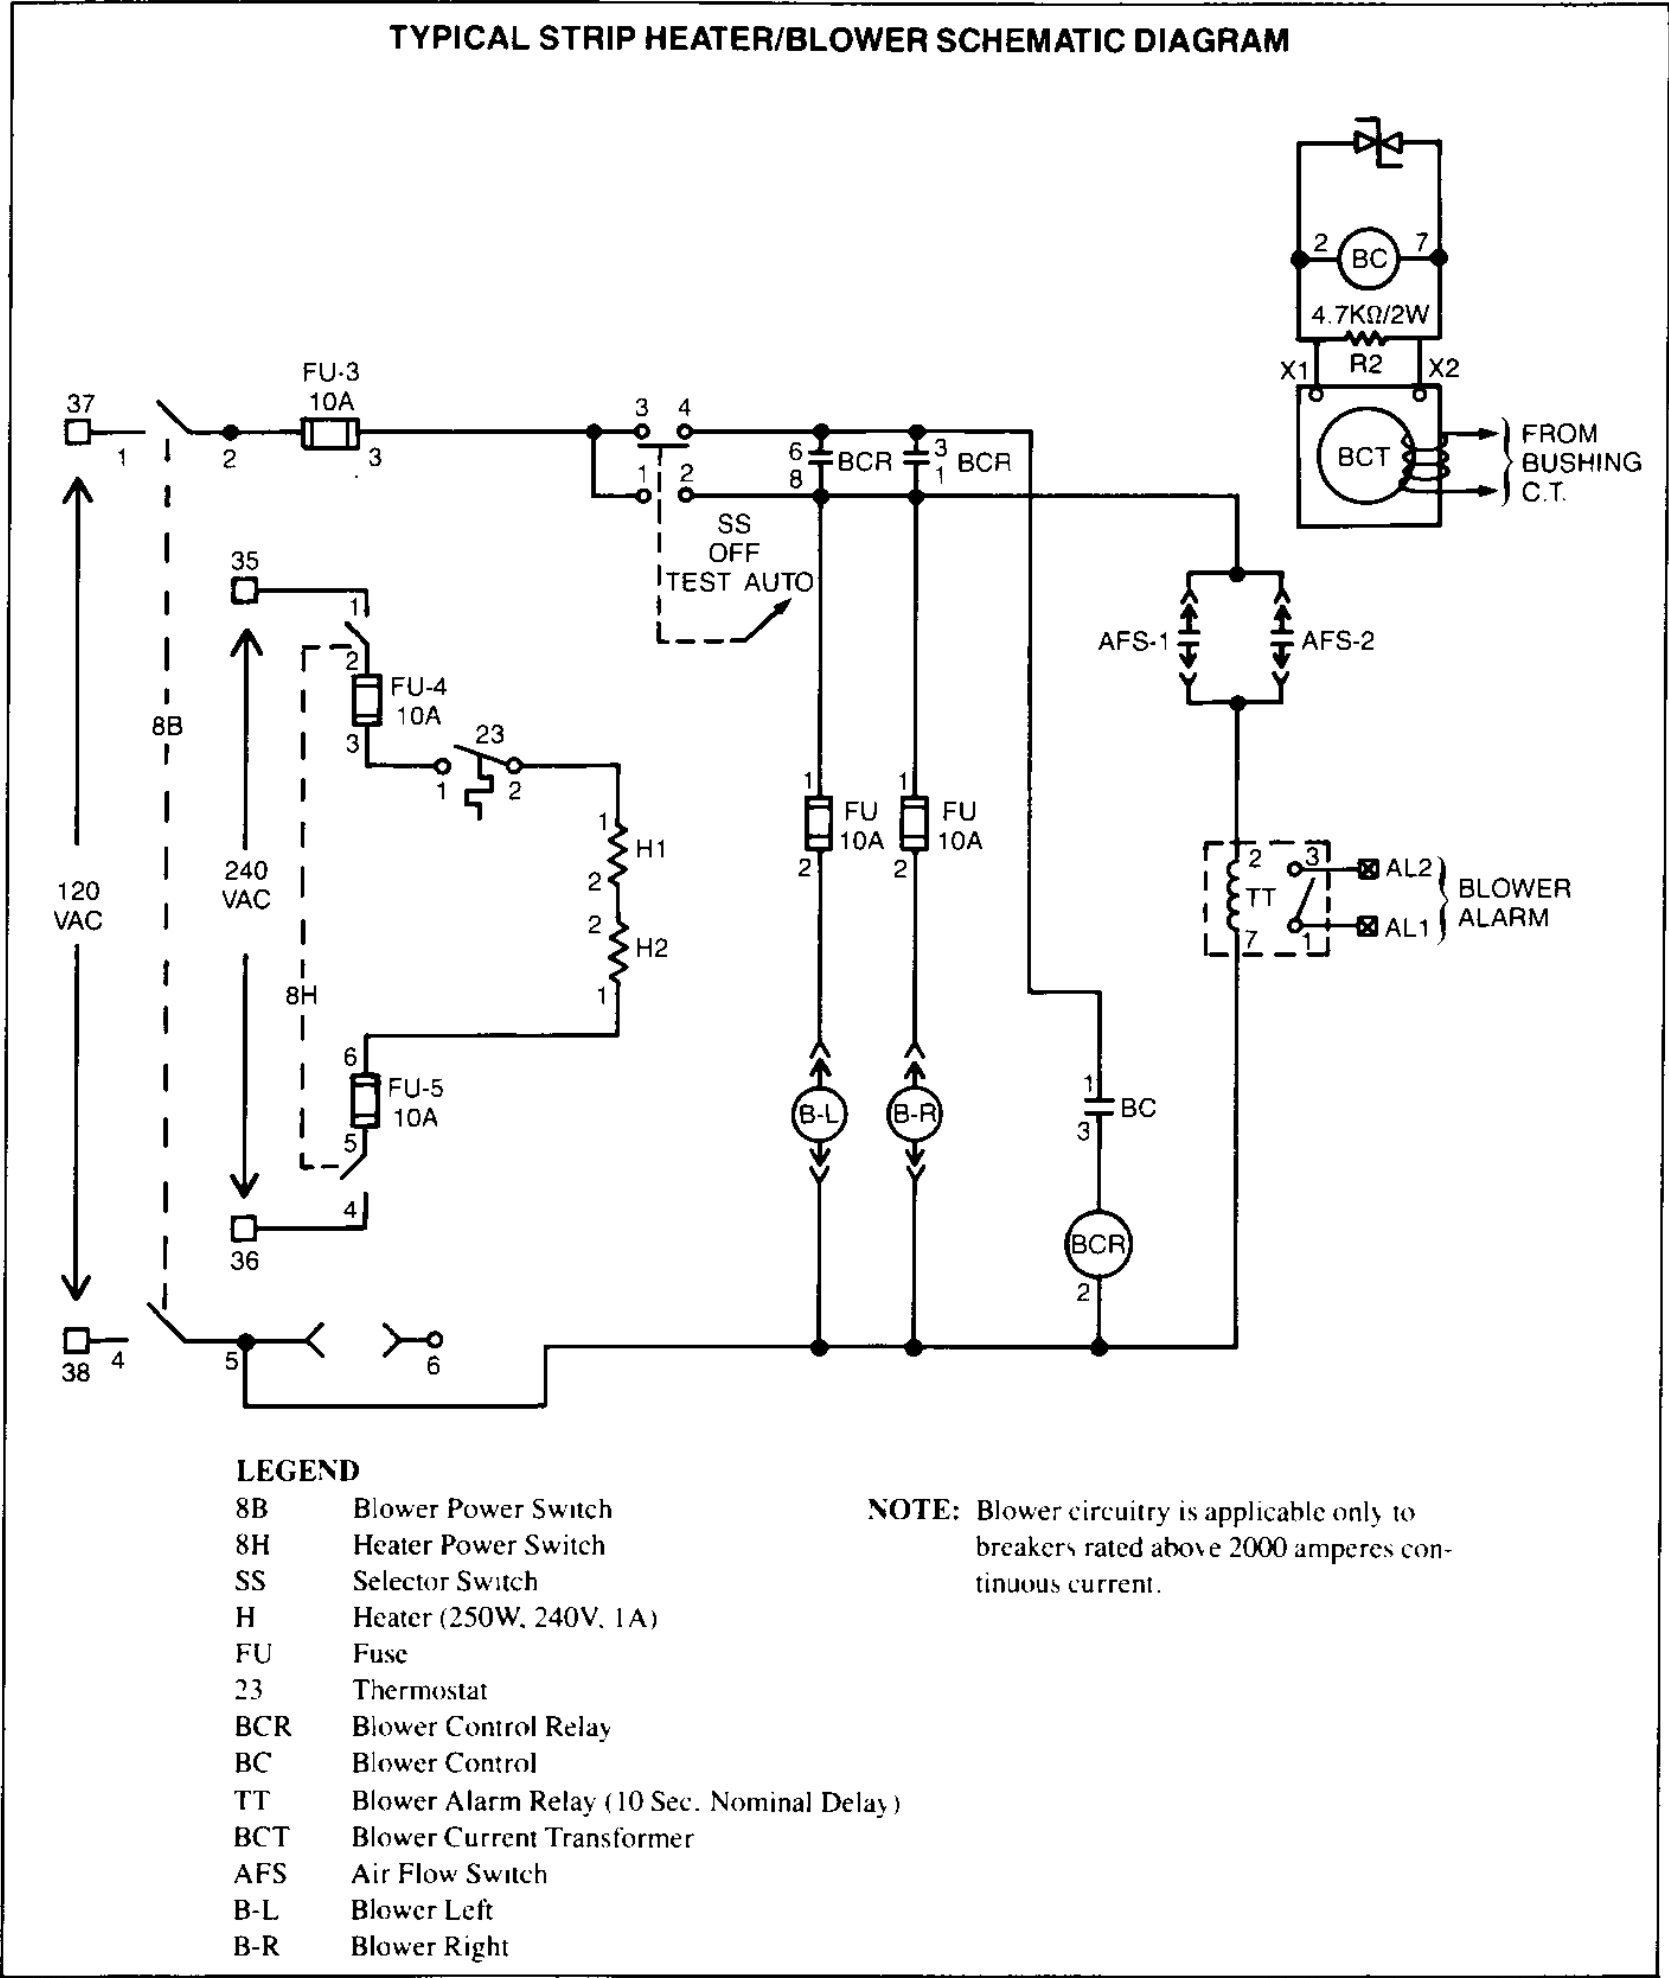 TYPICAL STRIP HEATER/BLOWER SCHEMATIC DIAGRAM
2
BC
7
4.7KΩ/2W
X1
R2
X2
BCT
FROM
BUSHING
C.T.
37
1
2
FU-3
10A
3
3
4
1
2
6
8
BCR
3
1
BCR
SS
OFF
TEST AUTO
35
1
2
FU-4
10A
3
23
1
2
8B
AFS-1
AFS-2
1
FU
10A
2
1
FU
10A
2
1
H1
2
2
H2
1
120
VAC
240
VAC
8H
2
TT
7
3
1
AL2
AL1
BLOWER
ALARM
6
FU-5
10A
5
4
36
B-L
B-R
1
BC
3
BCR
2
38
4
5
6
LEGEND
8B Blower Power Switch
8H Heater Power Switch
SS Selector Switch
H Heater (250W, 240V, 1A)
FU Fuse
23 Thermostat
BCR Blower Control Relay
BC Blower Control
TT Blower Alarm Relay (10 Sec. Nominal Delay)
BCT Blower Current Transformer
AFS Air Flow Switch
B-L Blower Left
B-R Blower Right
NOTE: Blower circuitry is applicable only to
breakers rated above 2000 amperes con-
tinuous current.